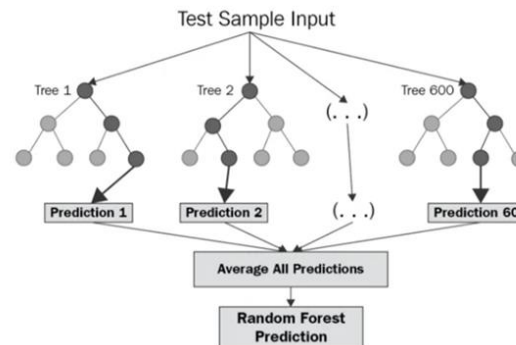 Test Sample Input
Tree 1
Tree 2
Tree 600
(. . .)
Prediction 1
Prediction 2
(. . .)
Prediction 60
Average All Predictions
Random Forest
Prediction